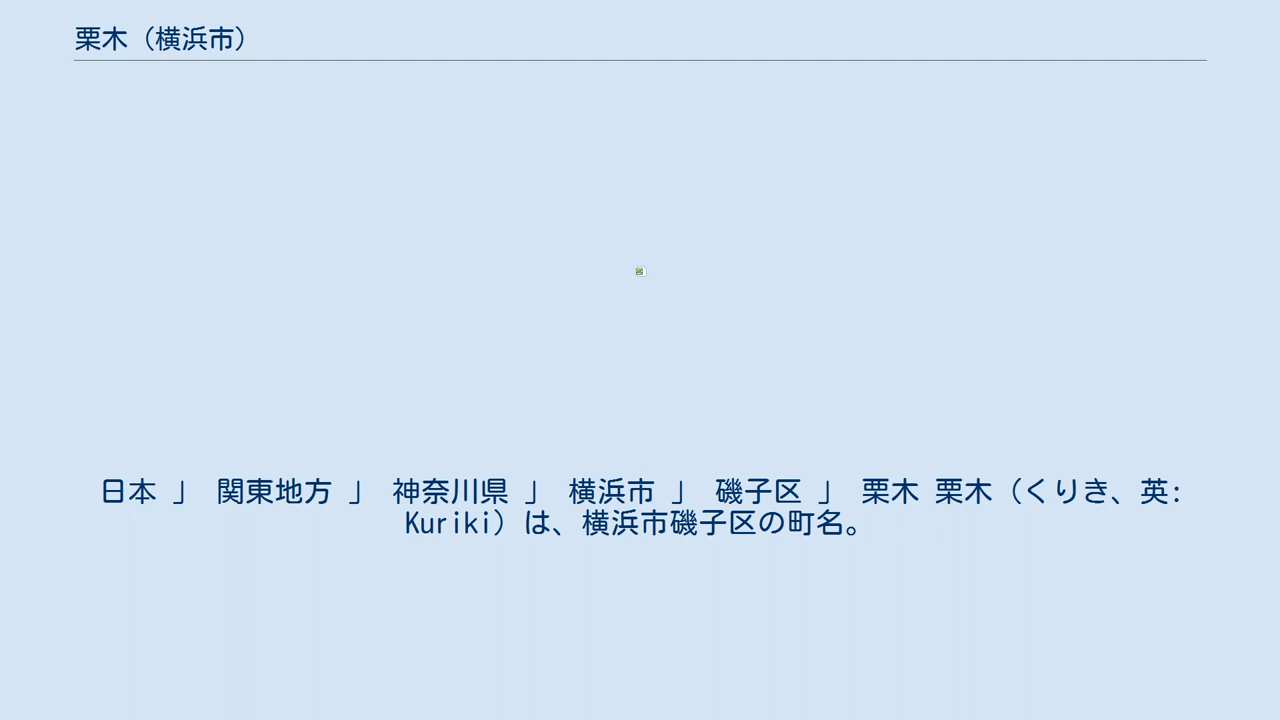 栗木（横浜市）
日本 」 関東地方 」 神奈川県 」 横浜市 」 磯子区 」 栗木 栗木（くりき、英:
Kuriki）は、横浜市磯子区の町名。